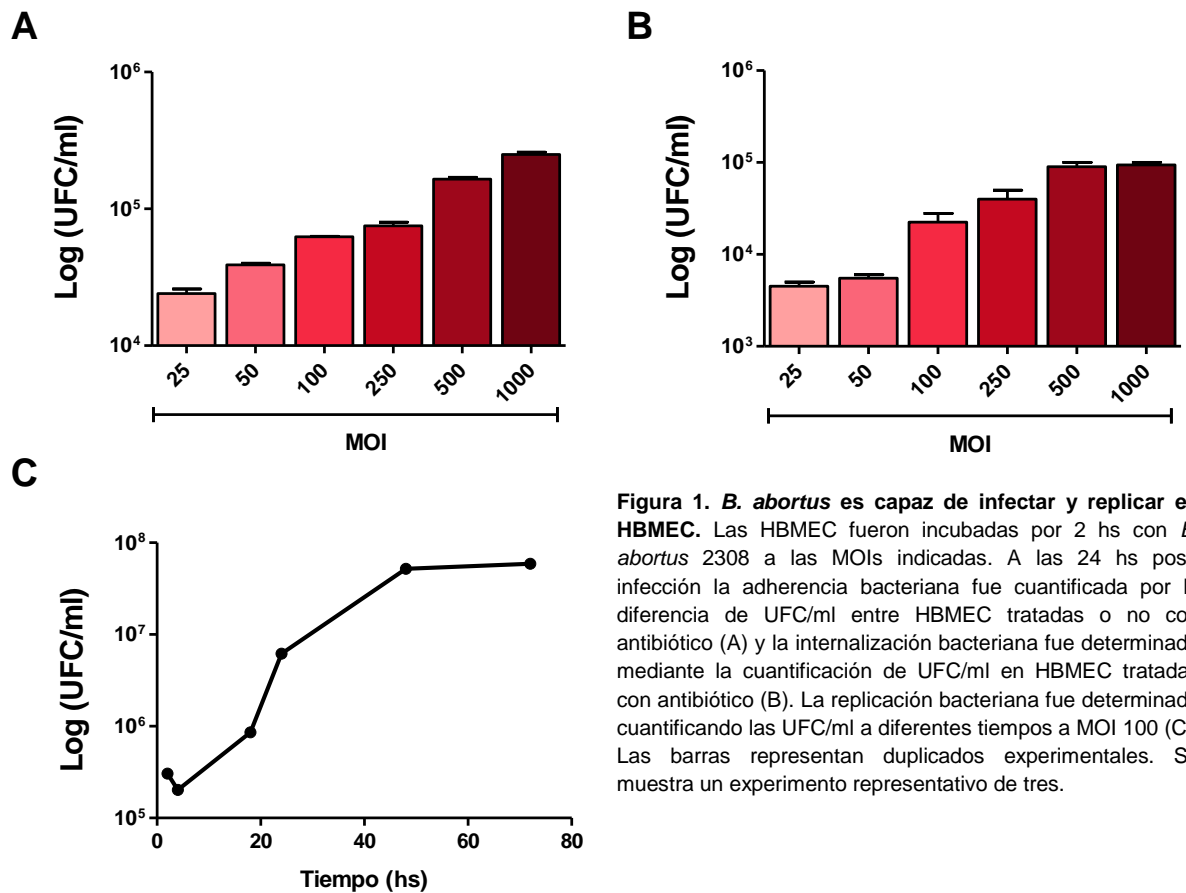 A
Log (UFC/ml)
10⁶
10⁵
10⁴
25 50 100 250 500 1000
MOI
B
Log (UFC/ml)
10⁶
10⁵
10⁴
10³
25 50 100 250 500 1000
MOI
C
Log (UFC/ml)
10⁸
10⁷
10⁶
10⁵
0 20 40 60 80
Tiempo (hs)
Figura 1. B. abortus es capaz de infectar y replicar e
HBMEC. Las HBMEC fueron incubadas por 2 hs con
abortus 2308 a las MOIs indicadas. A las 24 hs pos
infección la adherencia bacteriana fue cuantificada por l
diferencia de UFC/ml entre HBMEC tratadas o no co
antibiótico (A) y la internalización bacteriana fue determinad
mediante la cuantificación de UFC/ml en HBMEC tratada
con antibiótico (B). La replicación bacteriana fue determinad
cuantificando las UFC/ml a diferentes tiempos a MOI 100 (C
Las barras representan duplicados experimentales. S
muestra un experimento representativo de tres.